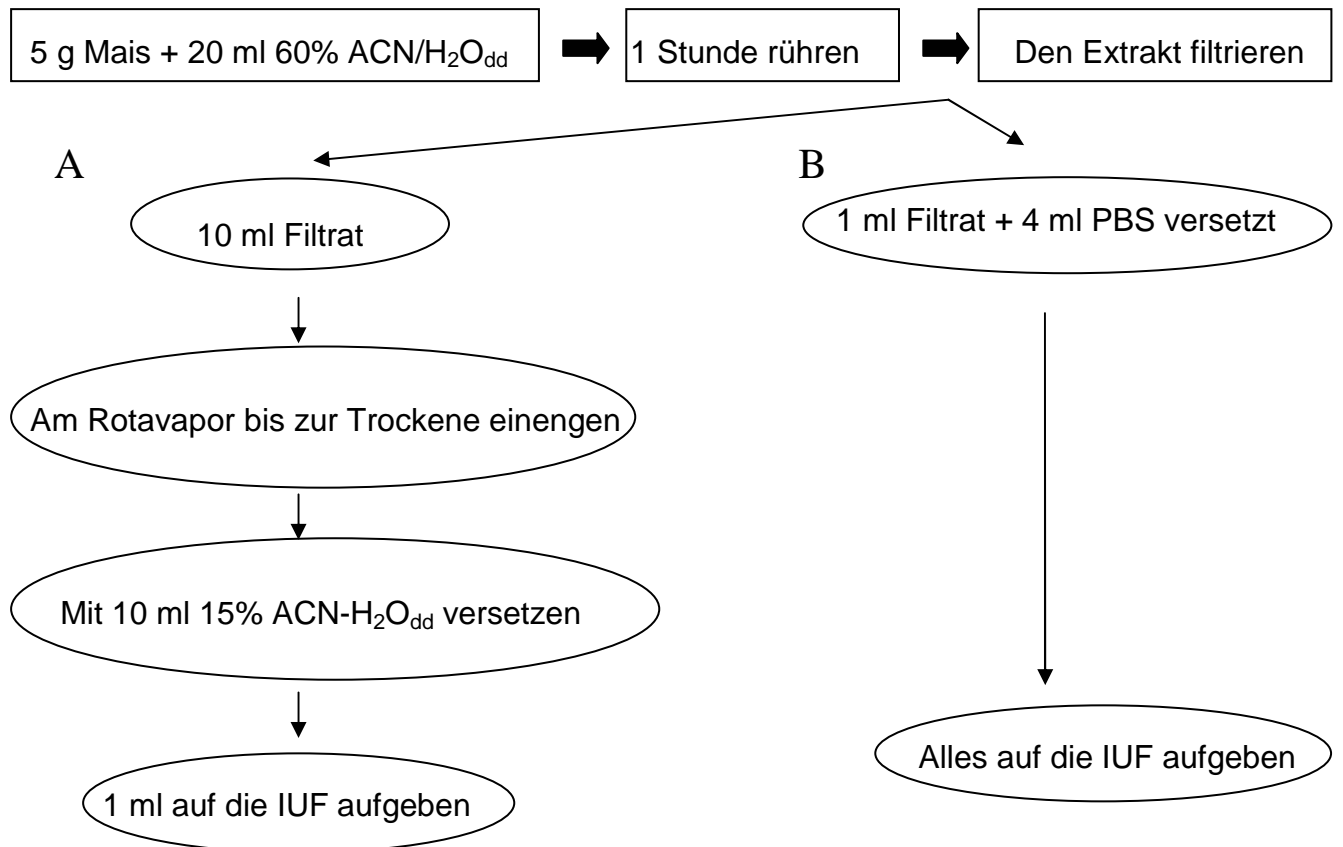 5 g Mais + 20 ml 60% ACN/H₂O_dd
1 Stunde rühren
Den Extrakt filtrieren
A
10 ml Filtrat
Am Rotavapor bis zur Trockene einengen
Mit 10 ml 15% ACN-H₂O_dd versetzen
1 ml auf die IUF aufgeben
B
1 ml Filtrat + 4 ml PBS versetzt
Alles auf die IUF aufgeben